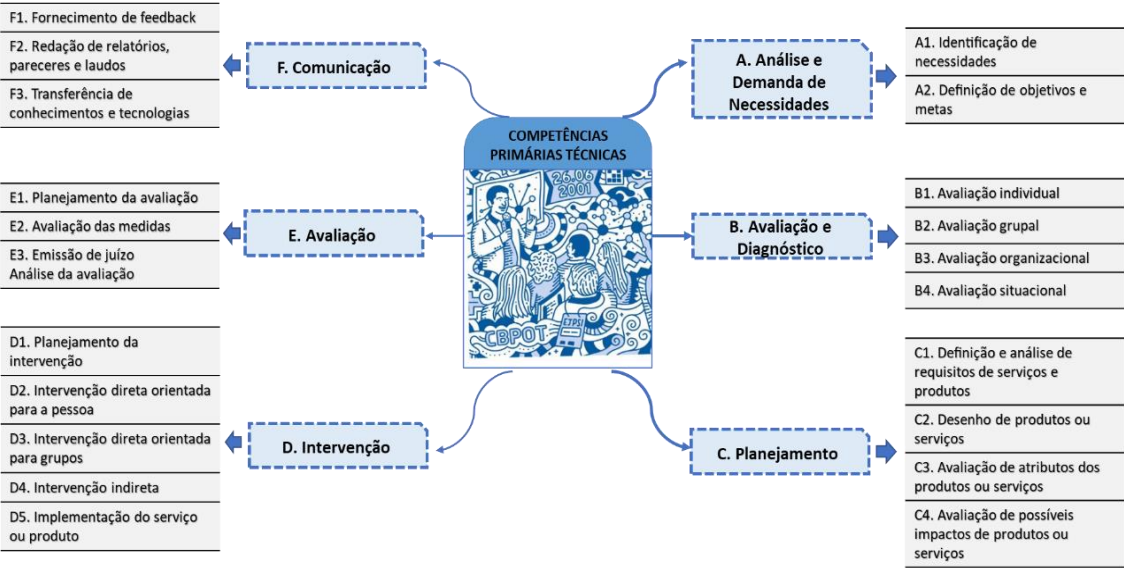 COMPETÊNCIAS
PRIMÁRIAS TÉCNICAS
26.06
2001
CBPOT
EJPSI
A. Análise e
Demanda de
Necessidades
A1. Identificação de
necessidades
A2. Definição de objetivos e
metas
B. Avaliação e
Diagnóstico
B1. Avaliação individual
B2. Avaliação grupal
B3. Avaliação organizacional
B4. Avaliação situacional
C. Planejamento
C1. Definição e análise de
requisitos de serviços e
produtos
C2. Desenho de produtos ou
serviços
C3. Avaliação de atributos dos
produtos ou serviços
C4. Avaliação de possíveis
impactos de produtos ou
serviços
D. Intervenção
D1. Planejamento da
intervenção
D2. Intervenção direta orientada
para a pessoa
D3. Intervenção direta orientada
para grupos
D4. Intervenção indireta
D5. Implementação do serviço
ou produto
E. Avaliação
E1. Planejamento da avaliação
E2. Avaliação das medidas
E3. Emissão de juízo
Análise da avaliação
F. Comunicação
F1. Fornecimento de feedback
F2. Redação de relatórios,
pareceres e laudos
F3. Transferência de
conhecimentos e tecnologias